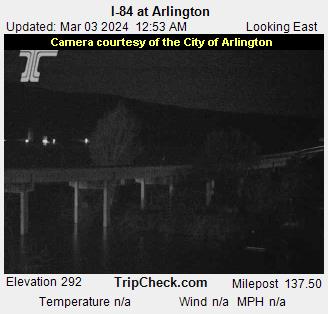 I-84 at Arlington
Updated: Mar 03 2024 12:53 AM Looking East
Camera courtesy of the City of Arlington
Elevation 292 TripCheck.com Milepost 137.50
Temperature n/a Wind n/a MPH n/a